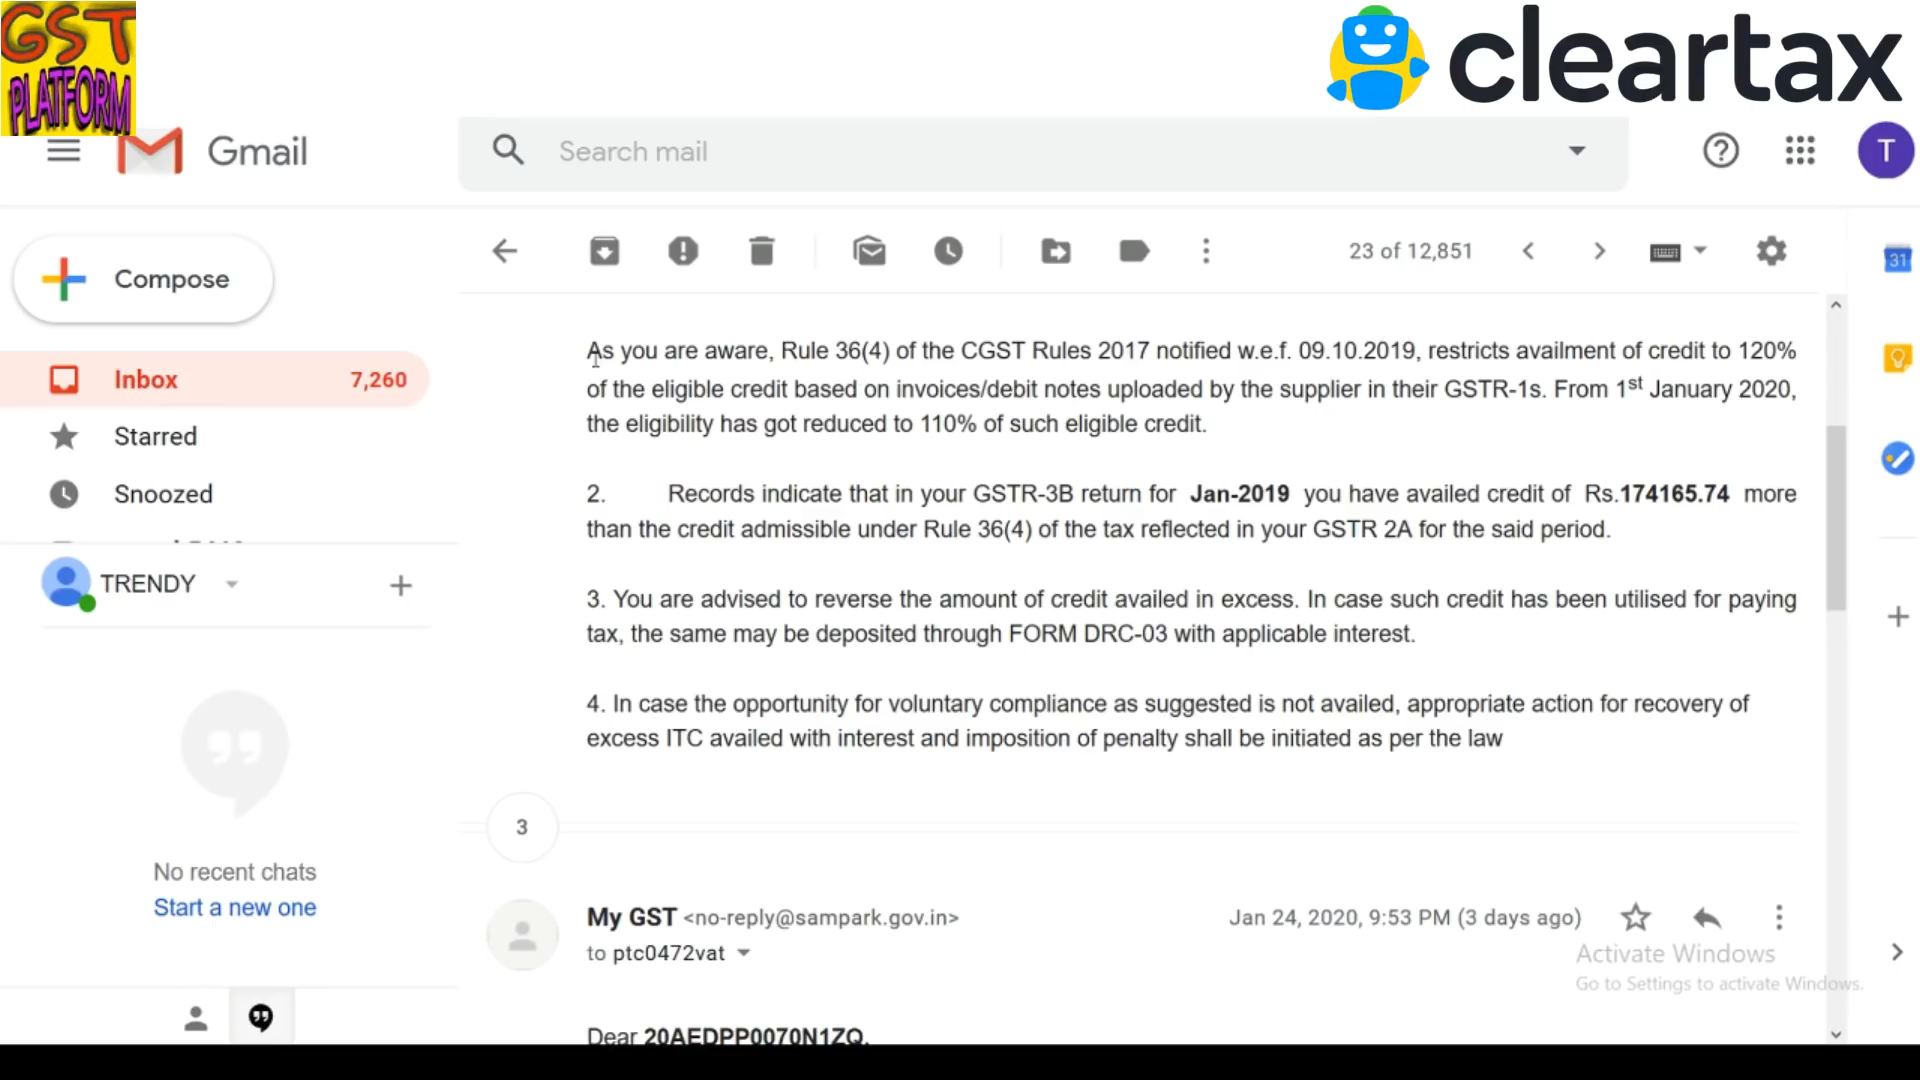 GST
PLATFORM
cleartax
Gmail
Search mail
T
Compose
23 of 12,851
31
Inbox 7,260
Starred
Snoozed
TRENDY
No recent chats
Start a new one
As you are aware, Rule 36(4) of the CGST Rules 2017 notified w.e.f. 09.10.2019, restricts availment of credit to 120%
of the eligible credit based on invoices/debit notes uploaded by the supplier in their GSTR-1s. From 1st January 2020,
the eligibility has got reduced to 110% of such eligible credit.
2. Records indicate that in your GSTR-3B return for Jan-2019 you have availed credit of Rs.174165.74 more
than the credit admissible under Rule 36(4) of the tax reflected in your GSTR 2A for the said period.
3. You are advised to reverse the amount of credit availed in excess. In case such credit has been utilised for paying
tax, the same may be deposited through FORM DRC-03 with applicable interest.
4. In case the opportunity for voluntary compliance as suggested is not availed, appropriate action for recovery of
excess ITC availed with interest and imposition of penalty shall be initiated as per the law
3
My GST <no-reply@sampark.gov.in> Jan 24, 2020, 9:53 PM (3 days ago)
to ptc0472vat
Activate Windows
Go to Settings to activate Windows.
Dear 20AEDPP0070N1ZQ,